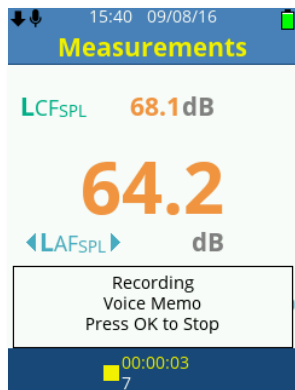 15:40 09/08/16
Measurements
LCFSPL 68.1dB
64.2
LAFSPL dB
Recording
Voice Memo
Press OK to Stop
00:00:03
7